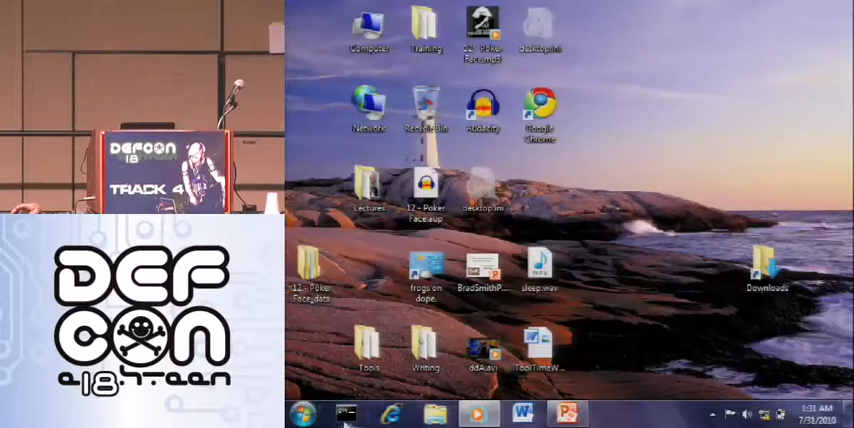 DEFCON
18
TRACK 4
DEF
CON
e18hteen
Computer
Training
12 - Poker
Face.mp3
desktop.ini
Network
Recycle Bin
Audacity
Google
Chrome
Lectures
12 - Poker
Face.aup
desktop.ini
12 - Poker
Face_data
frogs on
dope.
BradSmithP...
sleep.wav
Downloads
Tools
Writing
ddA.avi
ToolTimeW...
1:31 AM
7/31/2010